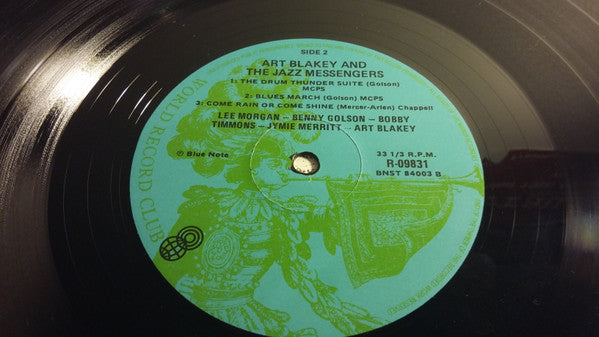 SIDE 2
ART BLAKEY AND
THE JAZZ MESSENGERS
1: THE DRUM THUNDER SUITE (Golson)
MCPS
2: BLUES MARCH (Golson) MCPS
3: COME RAIN OR COME SHINE (Mercer-Arlen) Chappell
LEE MORGAN – BENNY GOLSON – BOBBY
TIMMONS – JYMIE MERRITT – ART BLAKEY
℗ Blue Note
33 1/3 R.P.M.
R-09831
BNST 84003 B
WORLD RECORD CLUB